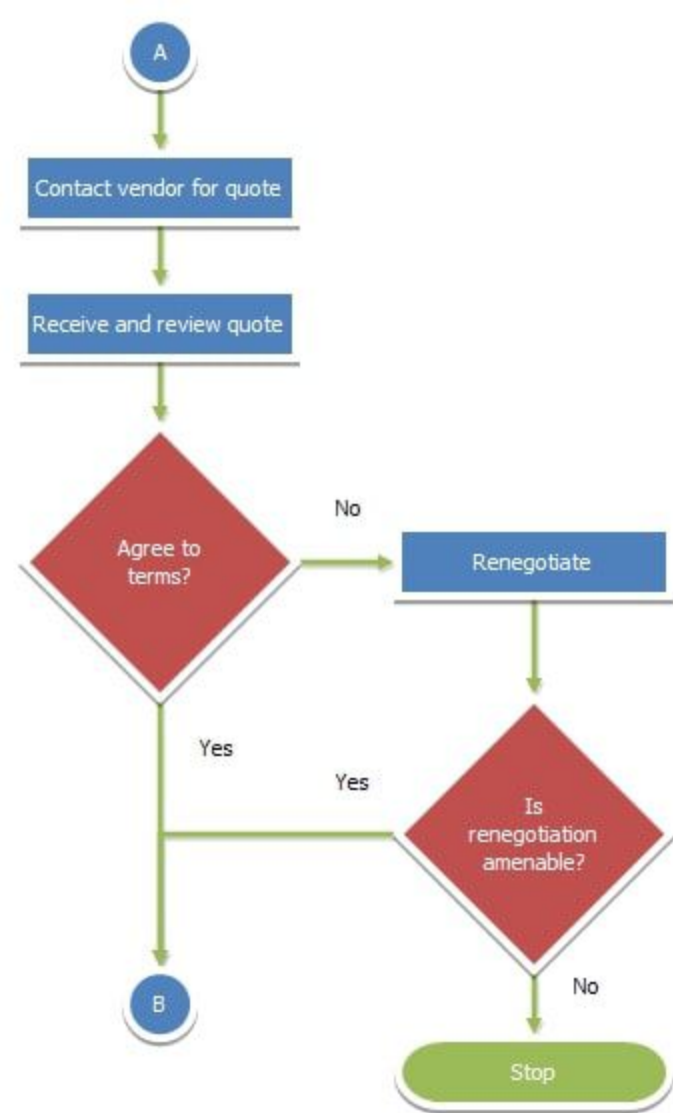 A
Contact vendor for quote
Receive and review quote
No
Agree to
terms?
Renegotiate
Yes
Yes
Is
renegotiation
amenable?
B
No
Stop